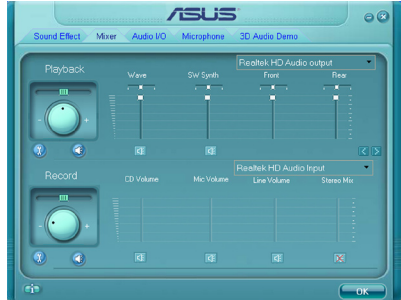 ASUS
Sound Effect Mixer Audio I/O Microphone 3D Audio Demo
Realtek HD Audio output
Playback
Wave SW Synth Front Rear
- +
Realtek HD Audio Input
Record
CD Volume Mic Volume Line Volume Stereo Mix
- +
OK